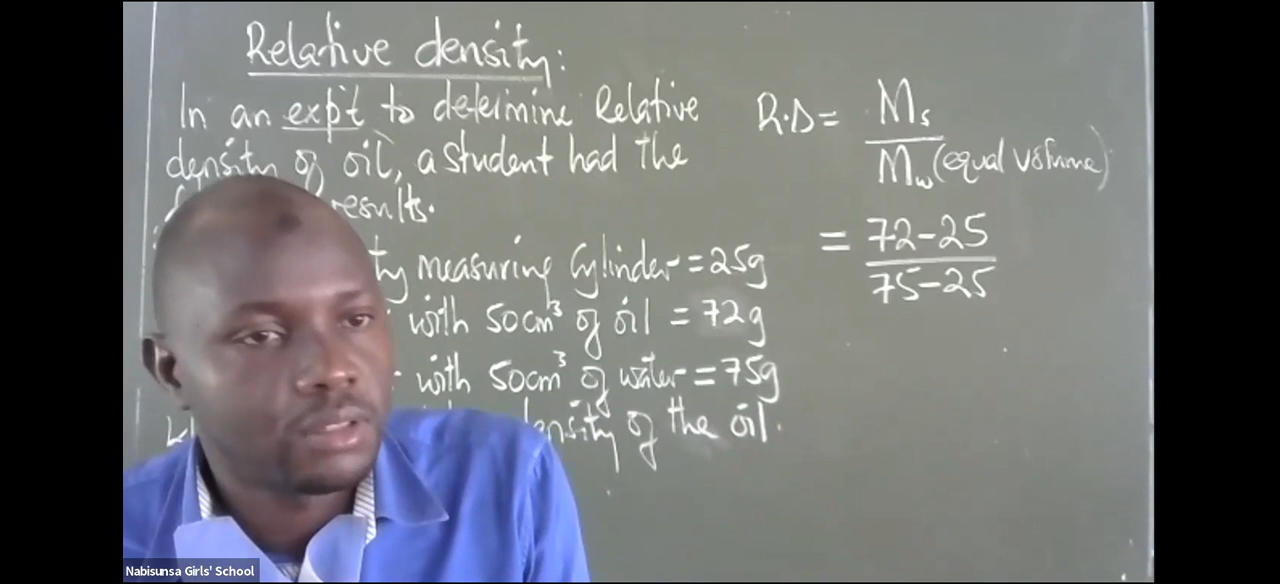 Relative density:
In an exp't to determine Relative
density of oil, a student had the
results.
measuring Cylinder = 25g
with 50cm³ of oil = 72g
with 50cm³ of water = 75g
of the oil.
R.D = Ms
Mw (equal volume)
= 72-25
75-25
Nabisunsa Girls' School